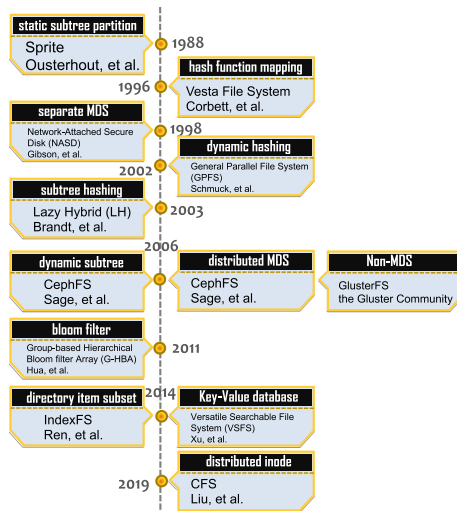 static subtree partition
Sprite
Ousterhout, et al.
1988
hash function mapping
1996
Vesta File System
Corbett, et al.
separate MDS
1998
Network-Attached Secure
Disk (NASD)
Gibson, et al.
dynamic hashing
2002
General Parallel File System
(GPFS)
Schmuck, et al.
subtree hashing
Lazy Hybrid (LH)
Brandt, et al.
2003
2006
dynamic subtree
CephFS
Sage, et al.
distributed MDS
CephFS
Sage, et al.
Non-MDS
GlusterFS
the Gluster Community
bloom filter
Group-based Hierarchical
Bloom filter Array (G-HBA)
Hua, et al.
2011
2014
directory item subset
IndexFS
Ren, et al.
Key-Value database
Versatile Searchable File
System (VSFS)
Xu, et al.
distributed inode
2019
CFS
Liu, et al.